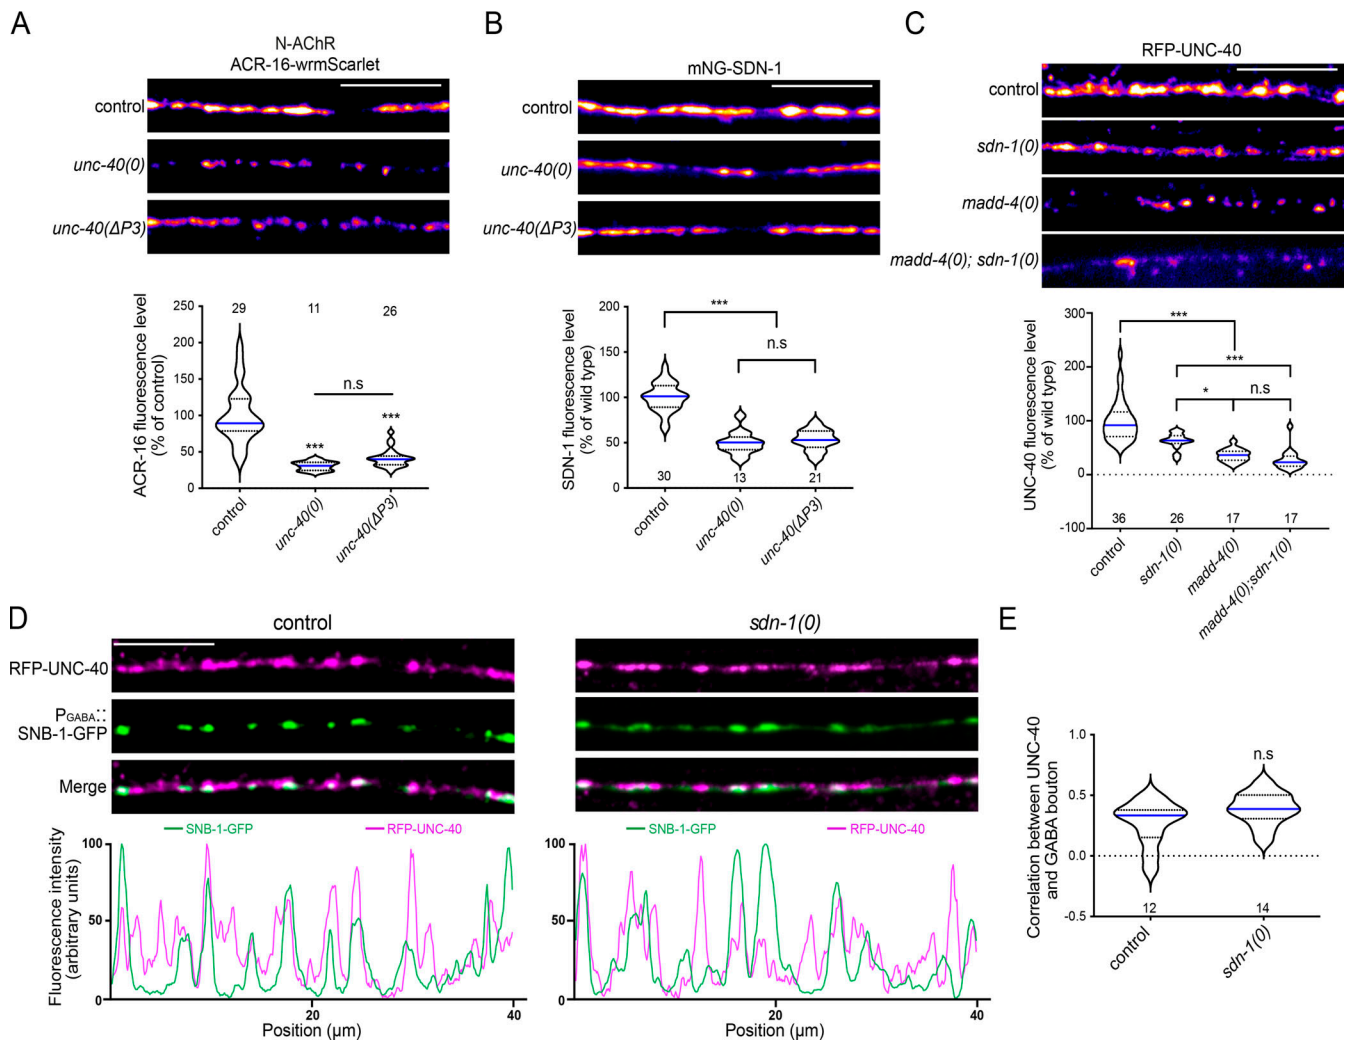 A
N-AChR
ACR-16-wrmScarlet
control
unc-40(0)
unc-40(ΔP3)
ACR-16 fluorescence level
(% of control)
250
200
150
100
50
0
29
11
26
n.s
***
***
control
unc-40(0)
unc-40(ΔP3)
B
mNG-SDN-1
control
unc-40(0)
unc-40(ΔP3)
SDN-1 fluorescence level
(% of wild type)
200
150
100
50
0
***
n.s
30
13
21
control
unc-40(0)
unc-40(ΔP3)
C
RFP-UNC-40
control
sdn-1(0)
madd-4(0)
madd-4(0); sdn-1(0)
UNC-40 fluorescence level
(% of wild type)
300
200
100
0
-100
***
***
*
n.s
36
26
17
17
control
sdn-1(0)
madd-4(0)
madd-4(0);sdn-1(0)
D
control
sdn-1(0)
RFP-UNC-40
PGABA::
SNB-1-GFP
Merge
SNB-1-GFP
RFP-UNC-40
SNB-1-GFP
RFP-UNC-40
Fluorescence intensity
(arbitrary units)
100
50
0
20
40
Position (µm)
100
50
0
20
40
Position (µm)
E
Correlation between UNC-40
and GABA bouton
1.0
0.5
0.0
-0.5
n.s
12
14
control
sdn-1(0)